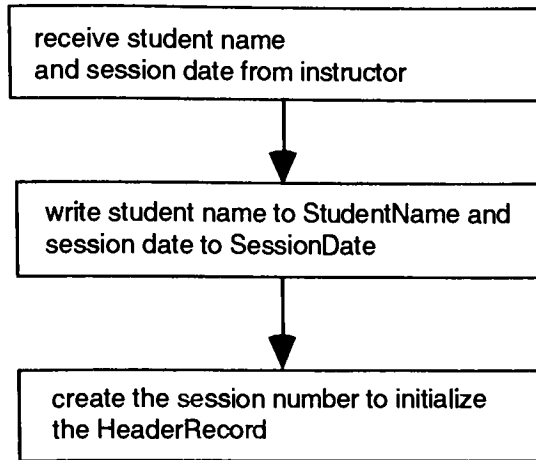 receive student name
and session date from instructor
write student name to StudentName and
session date to SessionDate
create the session number to initialize
the HeaderRecord